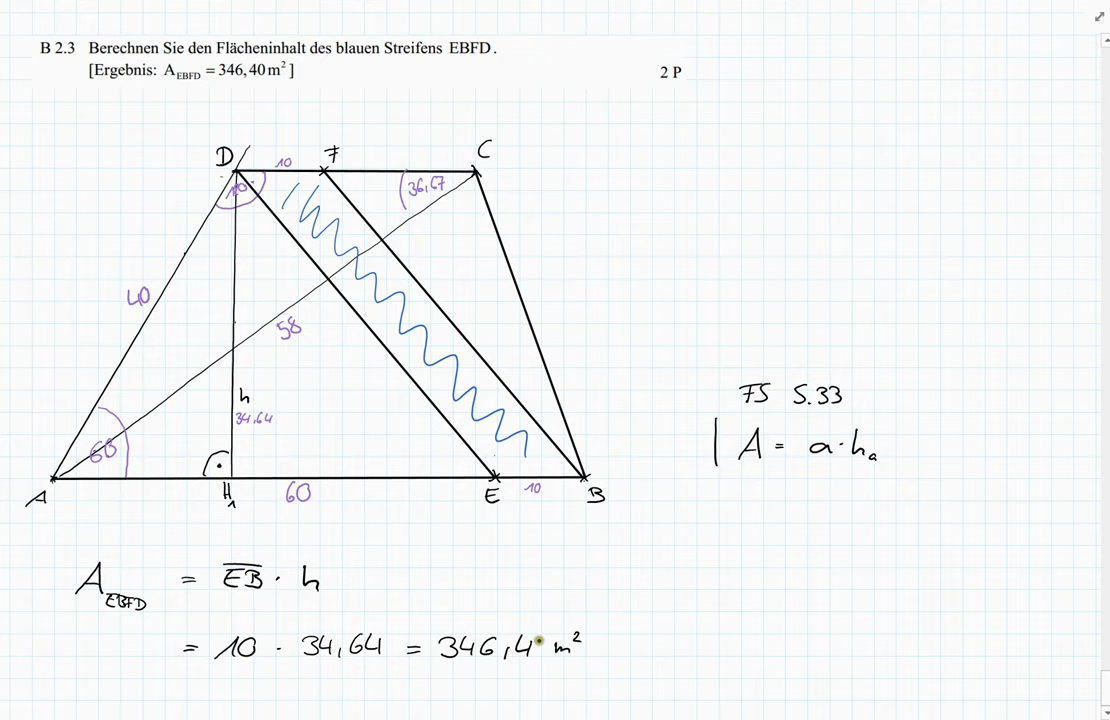 B 2.3 Berechnen Sie den Flächeninhalt des blauen Streifens EBFD.
[Ergebnis: A_EBFD = 346,40 m²]
2 P
D 10 F C
36,67
40
58
h
34,64
60
A H₁ 60 E 10 B
FS S.33
A = a · hₐ
A_EBFD = EB · h
= 10 · 34,64 = 346,4 m²